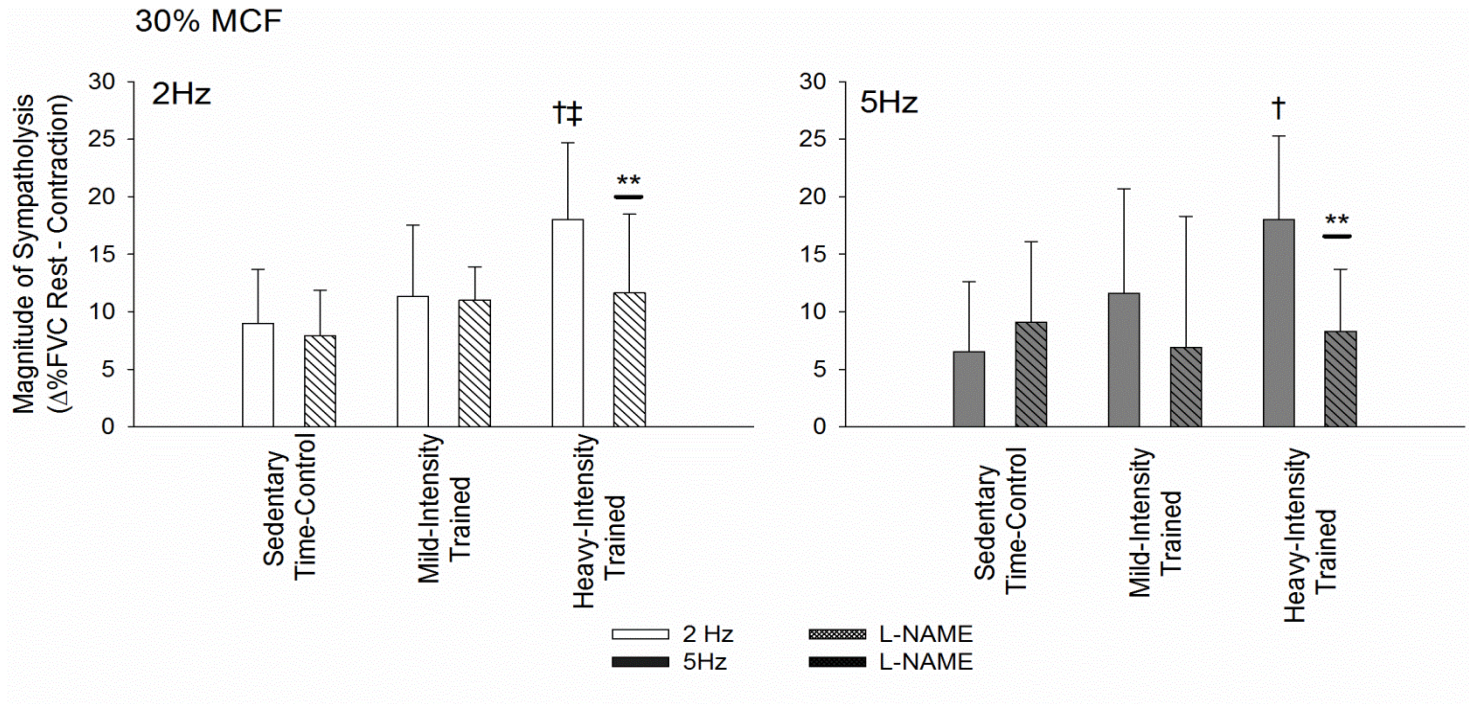 30% MCF
Magnitude of Sympatholysis
(Δ%FVC Rest - Contraction)
30
25
20
15
10
5
0
2Hz
†‡
**
Sedentary
Time-Control
Mild-Intensity
Trained
Heavy-Intensity
Trained
30
25
20
15
10
5
0
5Hz
†
**
Sedentary
Time-Control
Mild-Intensity
Trained
Heavy-Intensity
Trained
2 Hz
L-NAME
5Hz
L-NAME